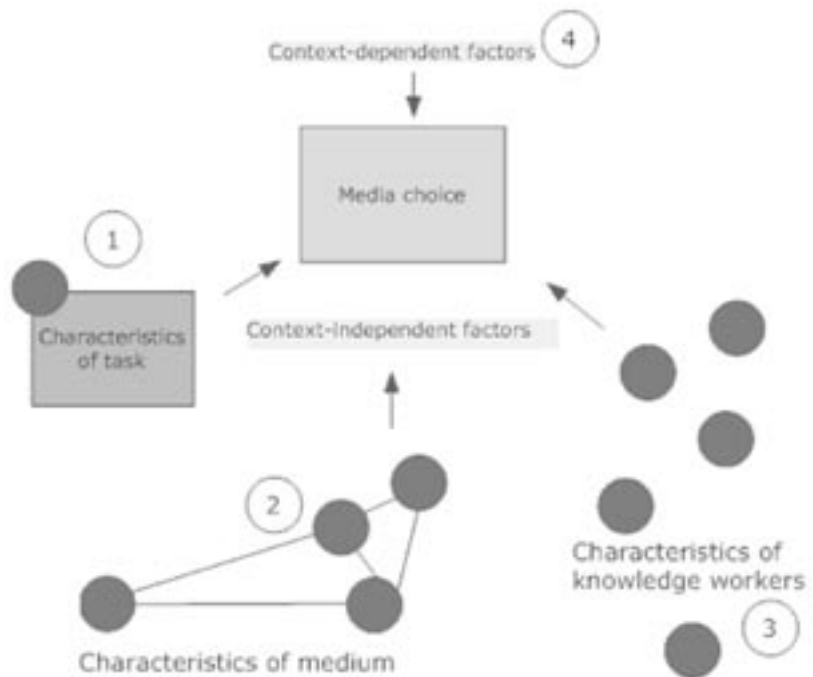 Context-dependent factors
4
Media choice
1
Characteristics
of task
Context-independent factors
2
Characteristics of
knowledge workers
3
Characteristics of medium